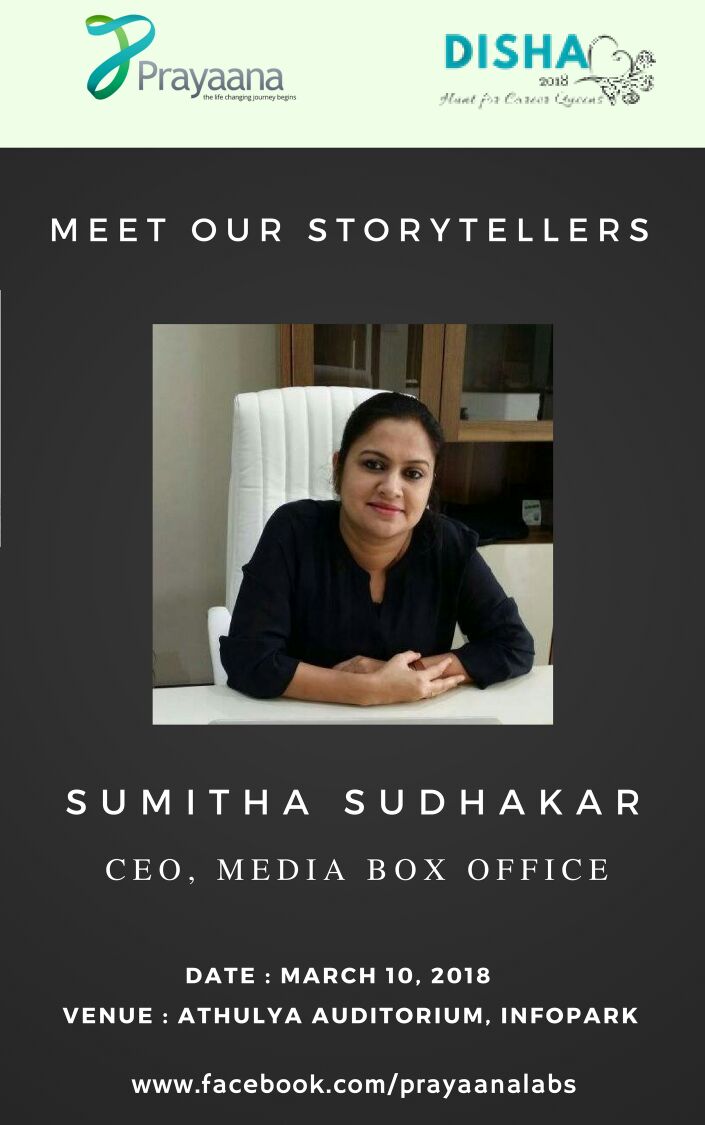 Prayaana
the life changing journey begins
DISHA
2018
Hunt for Career Queens
MEET OUR STORYTELLERS
SUMITHA SUDHAKAR
CEO, MEDIA BOX OFFICE
DATE : MARCH 10, 2018
VENUE : ATHULYA AUDITORIUM, INFOPARK
www.facebook.com/prayaanalabs